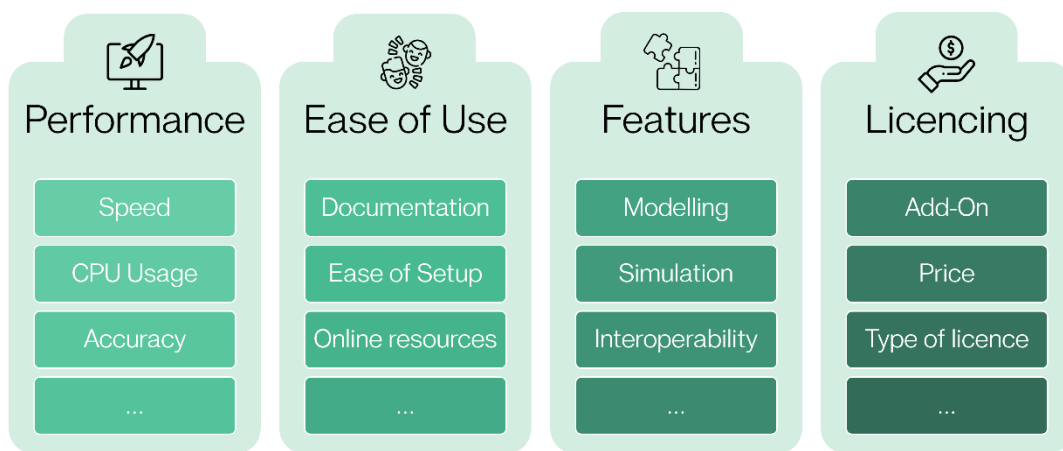 Performance
Speed
CPU Usage
Accuracy
...
Ease of Use
Documentation
Ease of Setup
Online resources
...
Features
Modelling
Simulation
Interoperability
...
$
Licencing
Add-On
Price
Type of licence
...